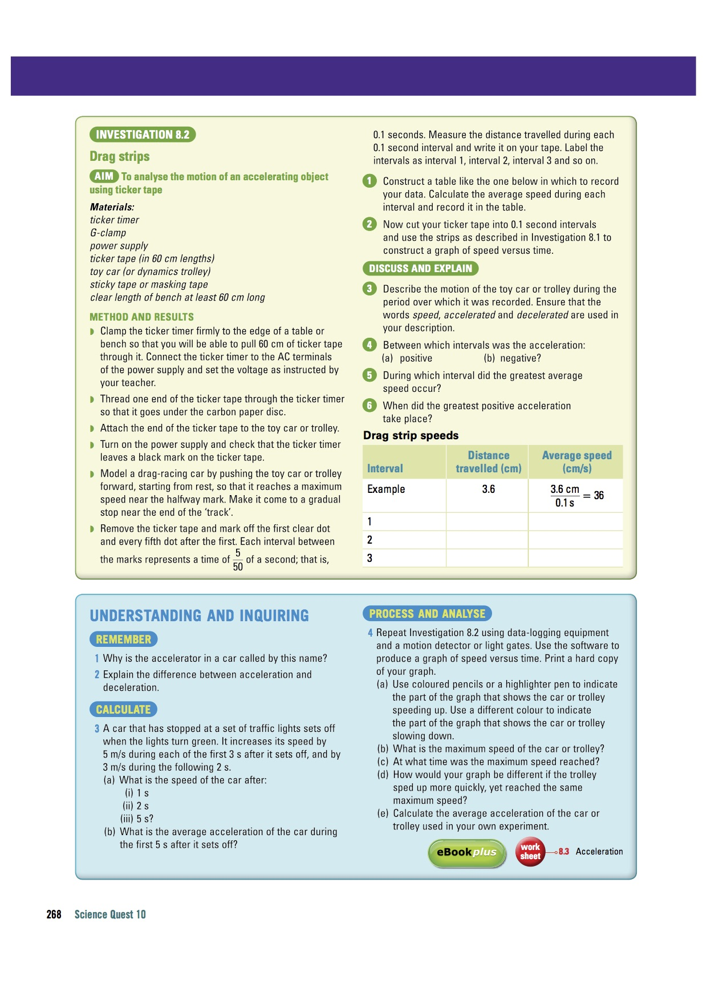 INVESTIGATION 8.2
Drag strips
AIM To analyse the motion of an accelerating object
using ticker tape
Materials:
ticker timer
G-clamp
power supply
ticker tape (in 60 cm lengths)
toy car (or dynamics trolley)
sticky tape or masking tape
clear length of bench at least 60 cm long
METHOD AND RESULTS
Clamp the ticker timer firmly to the edge of a table or
bench so that you will be able to pull 60 cm of ticker tape
through it. Connect the ticker timer to the AC terminals
of the power supply and set the voltage as instructed by
your teacher.
Thread one end of the ticker tape through the ticker timer
so that it goes under the carbon paper disc.
Attach the end of the ticker tape to the toy car or trolley.
Turn on the power supply and check that the ticker timer
leaves a black mark on the ticker tape.
Model a drag-racing car by pushing the toy car or trolley
forward, starting from rest, so that it reaches a maximum
speed near the halfway mark. Make it come to a gradual
stop near the end of the ‘track’.
Remove the ticker tape and mark off the first clear dot
and every fifth dot after the first. Each interval between
the marks represents a time of 5/50 of a second; that is,
0.1 seconds. Measure the distance travelled during each
0.1 second interval and write it on your tape. Label the
intervals as interval 1, interval 2, interval 3 and so on.
1 Construct a table like the one below in which to record
your data. Calculate the average speed during each
interval and record it in the table.
2 Now cut your ticker tape into 0.1 second intervals
and use the strips as described in Investigation 8.1 to
construct a graph of speed versus time.
DISCUSS AND EXPLAIN
3 Describe the motion of the toy car or trolley during the
period over which it was recorded. Ensure that the
words speed, accelerated and decelerated are used in
your description.
4 Between which intervals was the acceleration:
(a) positive (b) negative?
5 During which interval did the greatest average
speed occur?
6 When did the greatest positive acceleration
take place?
Drag strip speeds
Interval Distance travelled (cm) Average speed (cm/s)
Example 3.6 3.6 cm/0.1 s = 36
1
2
3
UNDERSTANDING AND INQUIRING
REMEMBER
1 Why is the accelerator in a car called by this name?
2 Explain the difference between acceleration and
deceleration.
CALCULATE
3 A car that has stopped at a set of traffic lights sets off
when the lights turn green. It increases its speed by
5 m/s during each of the first 3 s after it sets off, and by
3 m/s during the following 2 s.
(a) What is the speed of the car after:
(i) 1 s
(ii) 2 s
(iii) 5 s?
(b) What is the average acceleration of the car during
the first 5 s after it sets off?
PROCESS AND ANALYSE
4 Repeat Investigation 8.2 using data-logging equipment
and a motion detector or light gates. Use the software to
produce a graph of speed versus time. Print a hard copy
of your graph.
(a) Use coloured pencils or a highlighter pen to indicate
the part of the graph that shows the car or trolley
speeding up. Use a different colour to indicate
the part of the graph that shows the car or trolley
slowing down.
(b) What is the maximum speed of the car or trolley?
(c) At what time was the maximum speed reached?
(d) How would your graph be different if the trolley
sped up more quickly, yet reached the same
maximum speed?
(e) Calculate the average acceleration of the car or
trolley used in your own experiment.
eBookplus
work
sheet
8.3 Acceleration
268 Science Quest 10